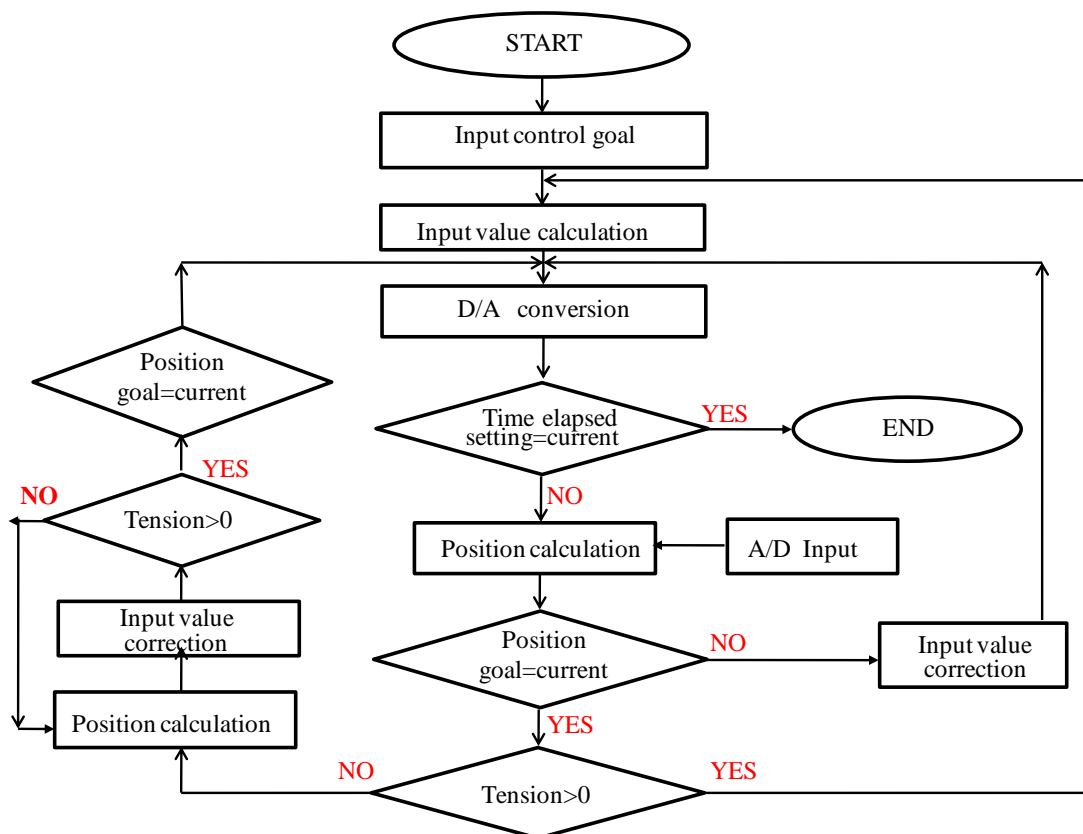 START
Input control goal
Input value calculation
D/A conversion
Position
goal=current
Time elapsed
setting=current
YES
END
YES
NO
Tension>0
NO
Position calculation
A/D Input
Input value
correction
Position
goal=current
NO
Input value
correction
Position calculation
YES
NO
Tension>0
YES